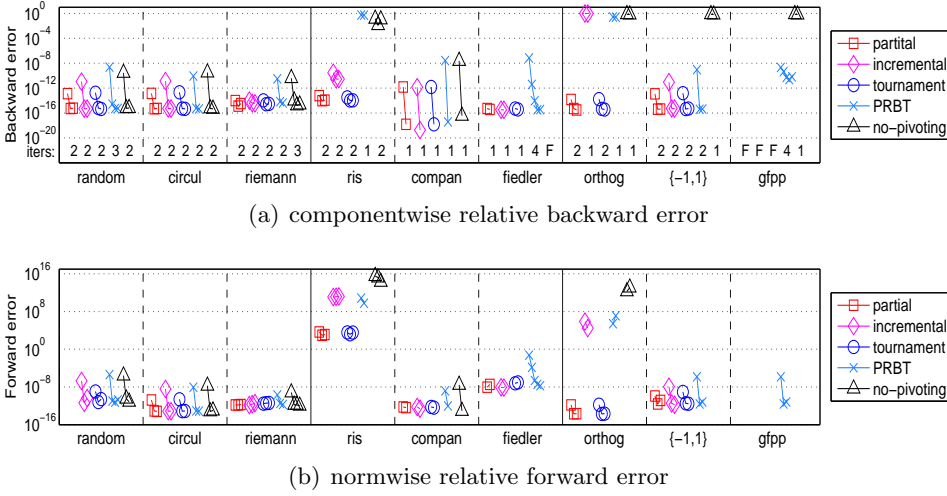 Backward error
10^0
10^-4
10^-8
10^-12
10^-16
10^-20
iters: 2 2 2 3 2 2 2 2 2 2 2 2 2 2 3 2 2 2 1 2 1 1 1 1 1 1 1 1 4 F 2 1 2 1 1 2 2 2 2 1 F F F 4 1
random circul riemann ris compan fiedler orthog {−1,1} gfpp
partital
incremental
tournament
PRBT
no−pivoting
(a) componentwise relative backward error
Forward error
10^16
10^8
10^0
10^-8
10^-16
random circul riemann ris compan fiedler orthog {−1,1} gfpp
partial
incremental
tournament
PRBT
no−pivoting
(b) normwise relative forward error